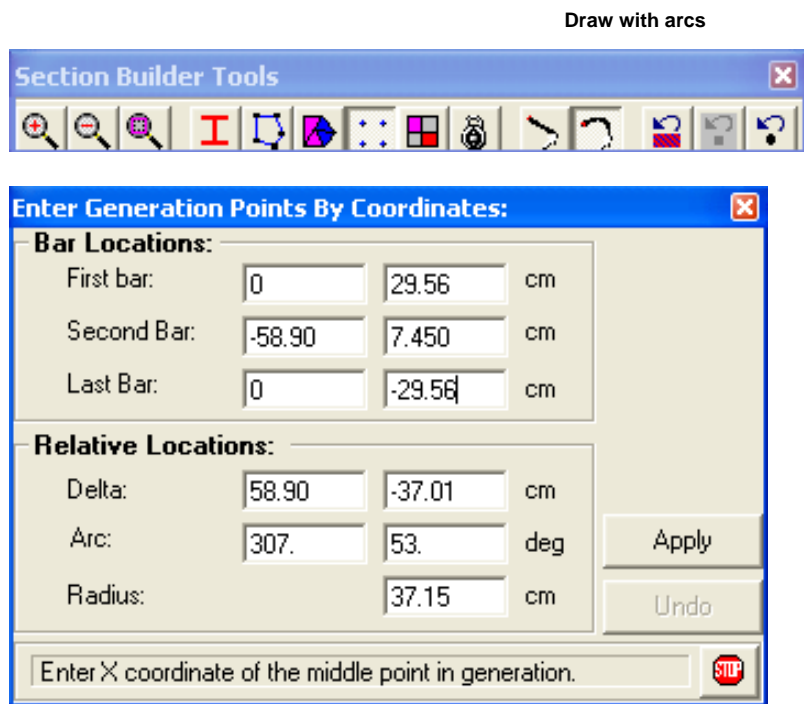 Draw with arcs
Section Builder Tools
Enter Generation Points By Coordinates:
Bar Locations:
First bar: 0 29.56 cm
Second Bar: -58.90 7.450 cm
Last Bar: 0 -29.56 cm
Relative Locations:
Delta: 58.90 -37.01 cm
Arc: 307. 53. deg Apply
Radius: 37.15 cm Undo
Enter X coordinate of the middle point in generation. STOP